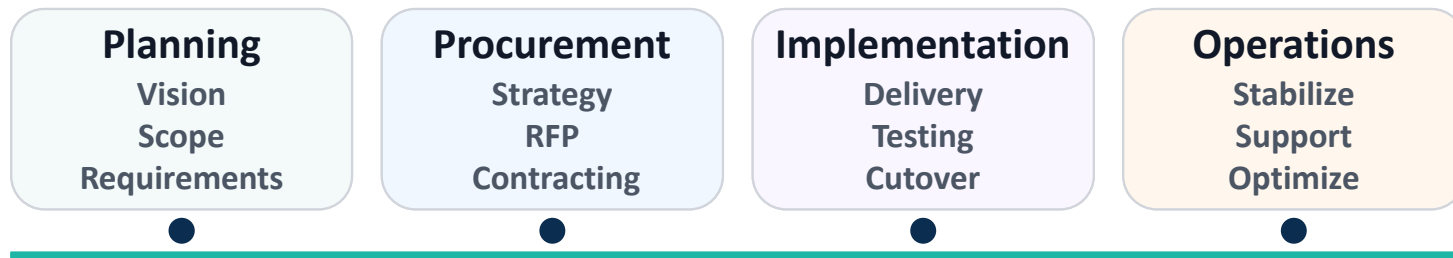 Planning
Vision
Scope
Requirements
Procurement
Strategy
RFP
Contracting
Implementation
Delivery
Testing
Cutover
Operations
Stabilize
Support
Optimize